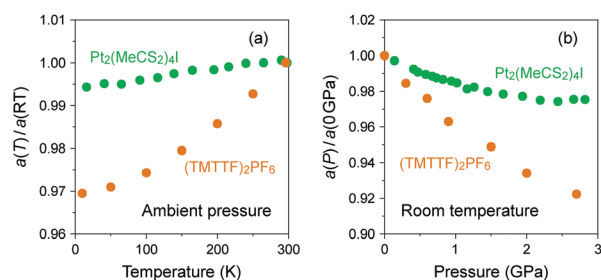 1.01
(a)
Pt2(MeCS2)4I
1.00
0.99
0.98
(TMTTF)2PF6
0.97
Ambient pressure
0.96
0 100 200 300
Temperature (K)
a(T)/a(RT)
1.02
(b)
1.00
Pt2(MeCS2)4I
0.98
0.96
(TMTTF)2PF6
0.94
0.92
Room temperature
0.90
0 1 2 3
Pressure (GPa)
a(P)/a(0GPa)